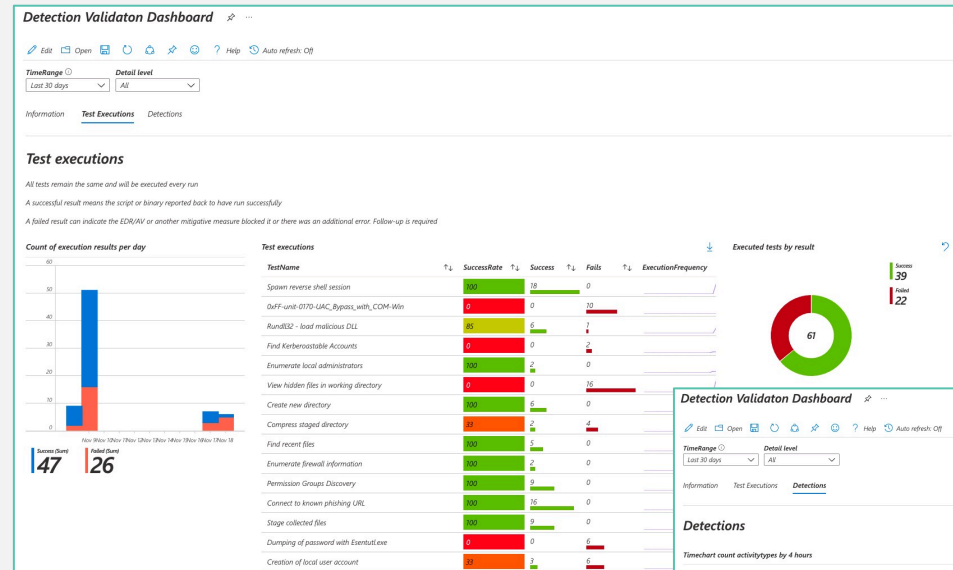 Detection Validaton Dashboard
Edit Open Help Auto refresh: Off
TimeRange Detail level
Last 30 days All
Information Test Executions Detections
Test executions
All tests remain the same and will be executed every run
A successful result means the script or binary reported back to have run successfully
A failed result can indicate the EDR/AV or another mitigative measure blocked it or there was an additional error. Follow-up is required
Count of execution results per day
60
50
40
30
20
10
0
Nov 9Nov 10Nov 11Nov 12Nov 13Nov 14Nov 15Nov 16Nov 17Nov 18
Success (Sum) Failed (Sum)
47 26
Test executions
TestName SuccessRate Success Fails ExecutionFrequency
Spawn reverse shell session 100 18 0
0xFF-unit-0170-UAC_Bypass_with_COM-Win 0 0 10
Rundll32 - load malicious DLL 85 6 1
Find Kerberoastable Accounts 0 0 2
Enumerate local administrators 100 2 0
View hidden files in working directory 0 0 16
Create new directory 100 6 0
Compress staged directory 33 2 4
Find recent files 100 5 0
Enumerate firewall information 100 2 0
Permission Groups Discovery 100 9 0
Connect to known phishing URL 100 16 0
Stage collected files 100 9 0
Dumping of password with Esentutl.exe 0 0 6
Creation of local user account 33 3 6
Executed tests by result
Success
39
Failed
22
61
Detection Validaton Dashboard
Edit Open Help Auto refresh: Off
TimeRange Detail level
Last 30 days All
Information Test Executions Detections
Detections
Timechart count activitytypes by 4 hours